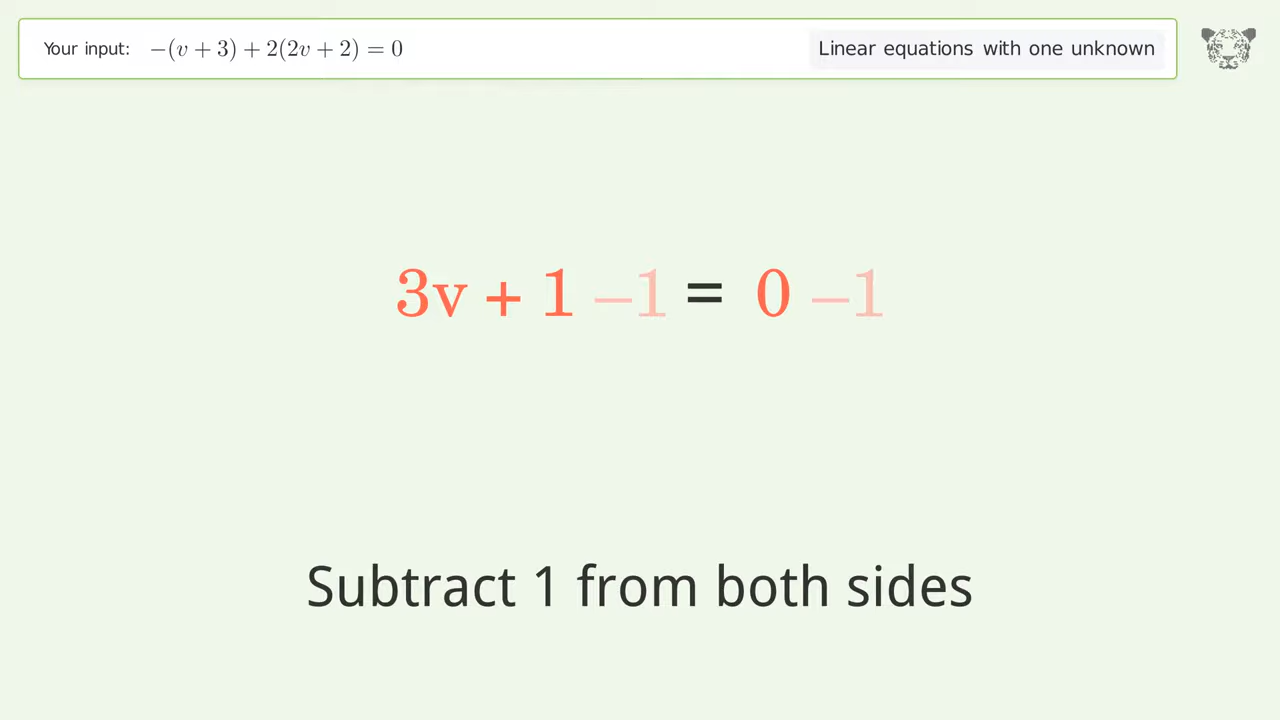 Your input: −(v + 3) + 2(2v + 2) = 0
Linear equations with one unknown
3v + 1 –1 = 0 –1
Subtract 1 from both sides